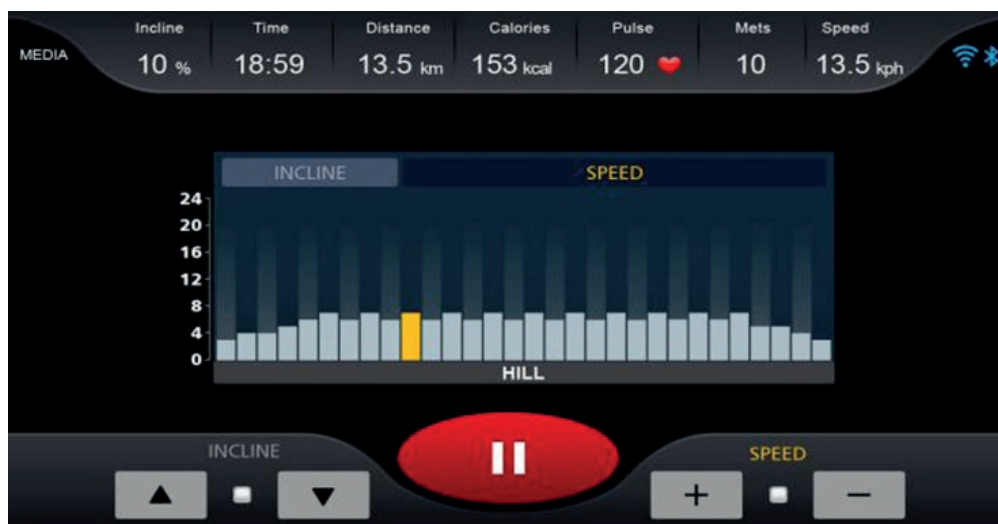 Incline Time Distance Calories Pulse Mets Speed
MEDIA
10 % 18:59 13.5 km 153 kcal 120 10 13.5 kph
INCLINE SPEED
24
20
16
12
8
4
0
HILL
INCLINE SPEED
+ −